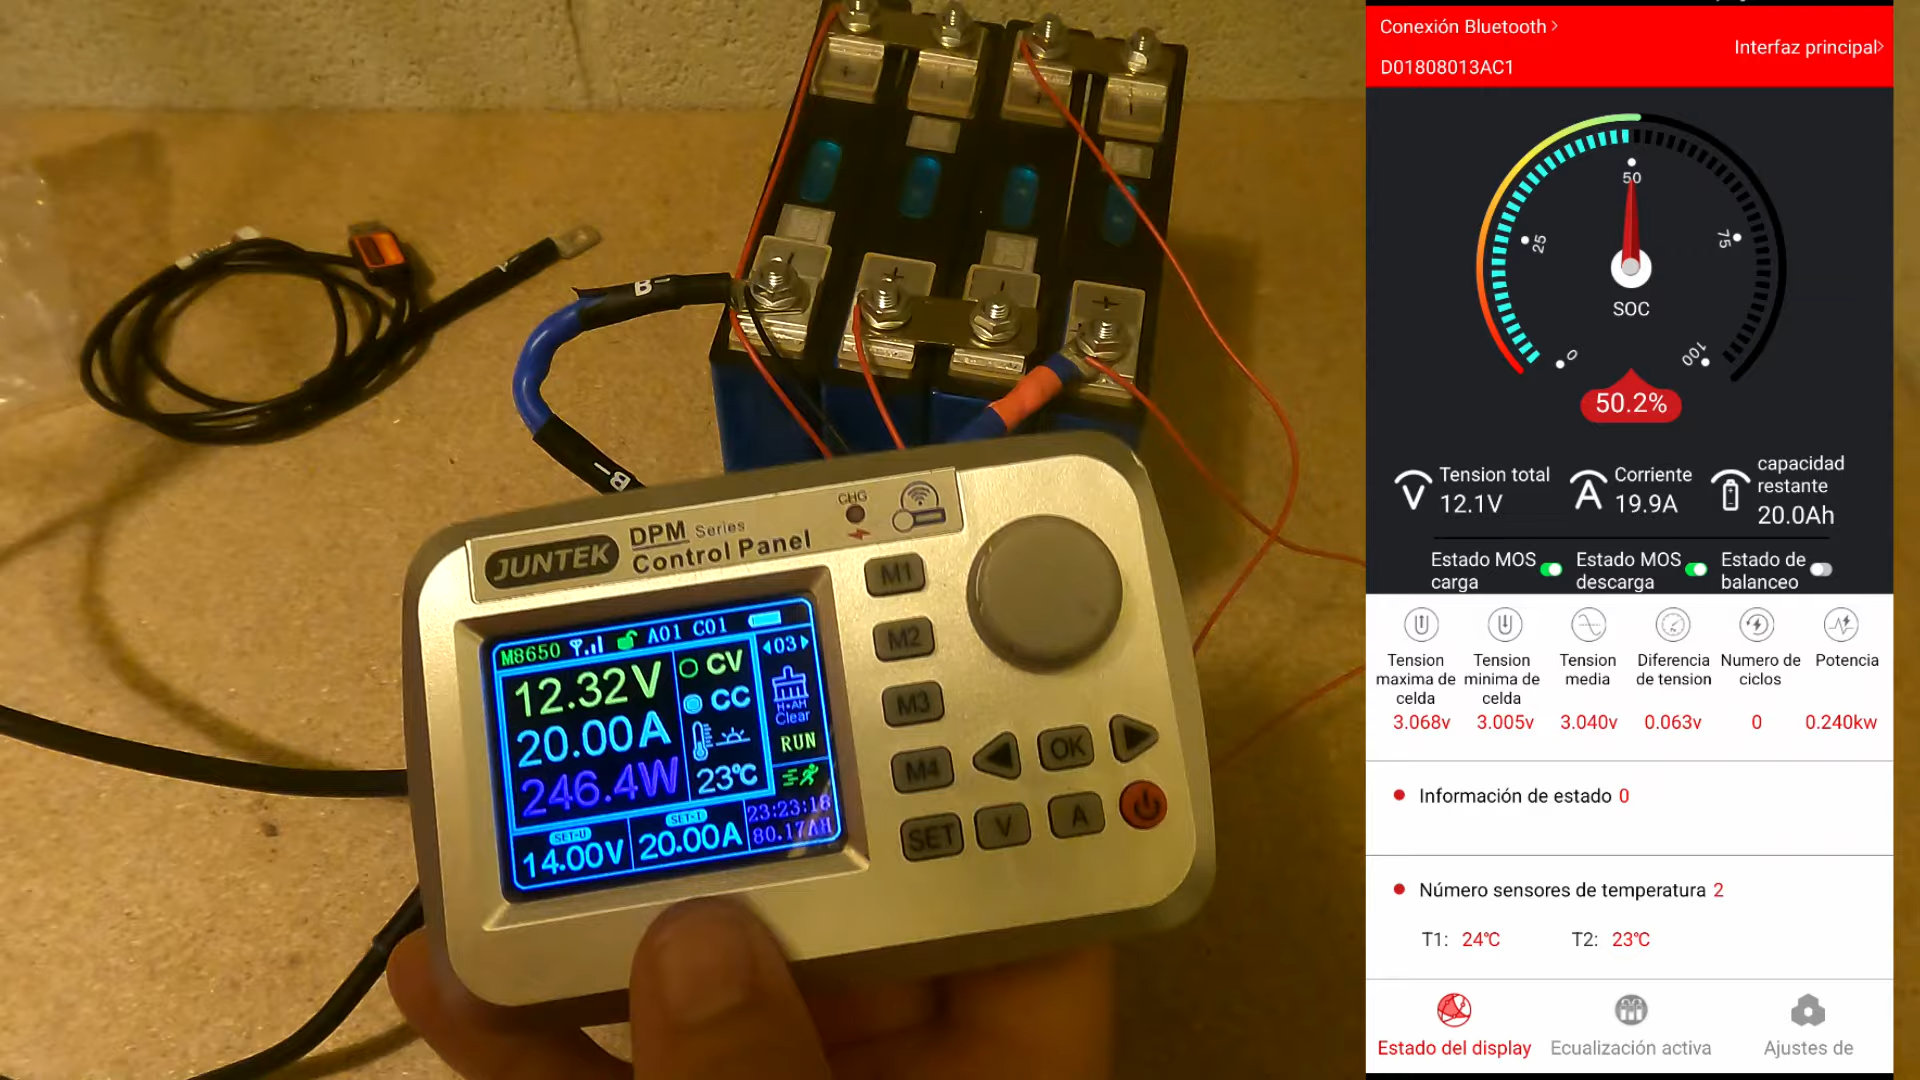 B-
B-
JUNTEK
DPM Series
Control Panel
CHG
M8650 A01 C01
12.32V
20.00A
246.4W
CV
CC
23℃
03
H-AH
Clear
RUN
SET-U
14.00V
SET-I
20.00A
23:23:18
80.17AH
M1
M2
M3
M4
OK
SET
V
A
Conexión Bluetooth
D01808013AC1
Interfaz principal
0
25
50
75
100
SOC
50.2%
Tension total
12.1V
Corriente
19.9A
capacidad
restante
20.0Ah
Estado MOS
carga
Estado MOS
descarga
Estado de
balanceo
Tension
maxima de
celda
3.068v
Tension
minima de
celda
3.005v
Tension
media
3.040v
Diferencia
de tension
0.063v
Numero de
ciclos
0
Potencia
0.240kw
Información de estado 0
Número sensores de temperatura 2
T1: 24℃ T2: 23℃
Estado del display
Ecualización activa
Ajustes de